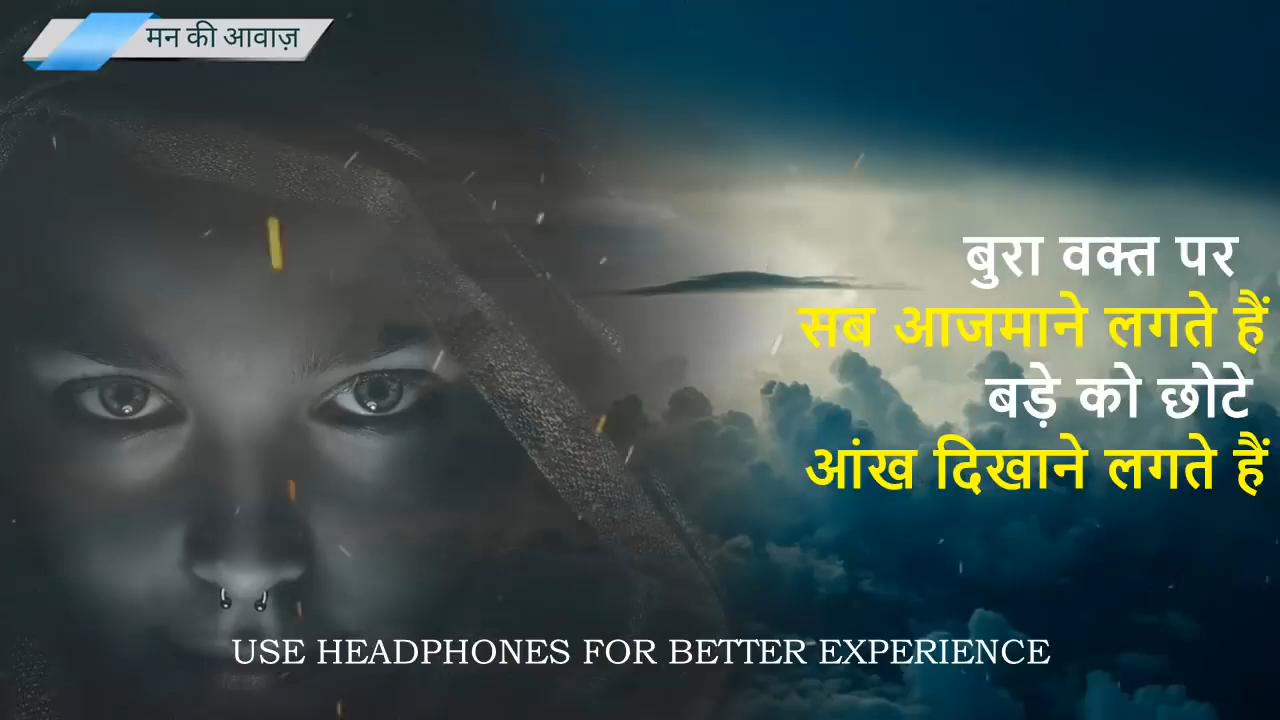 मन की आवाज़
बुरा वक्त पर
सब आजमाने लगते हैं
बड़े को छोटे
आंख दिखाने लगते हैं
USE HEADPHONES FOR BETTER EXPERIENCE